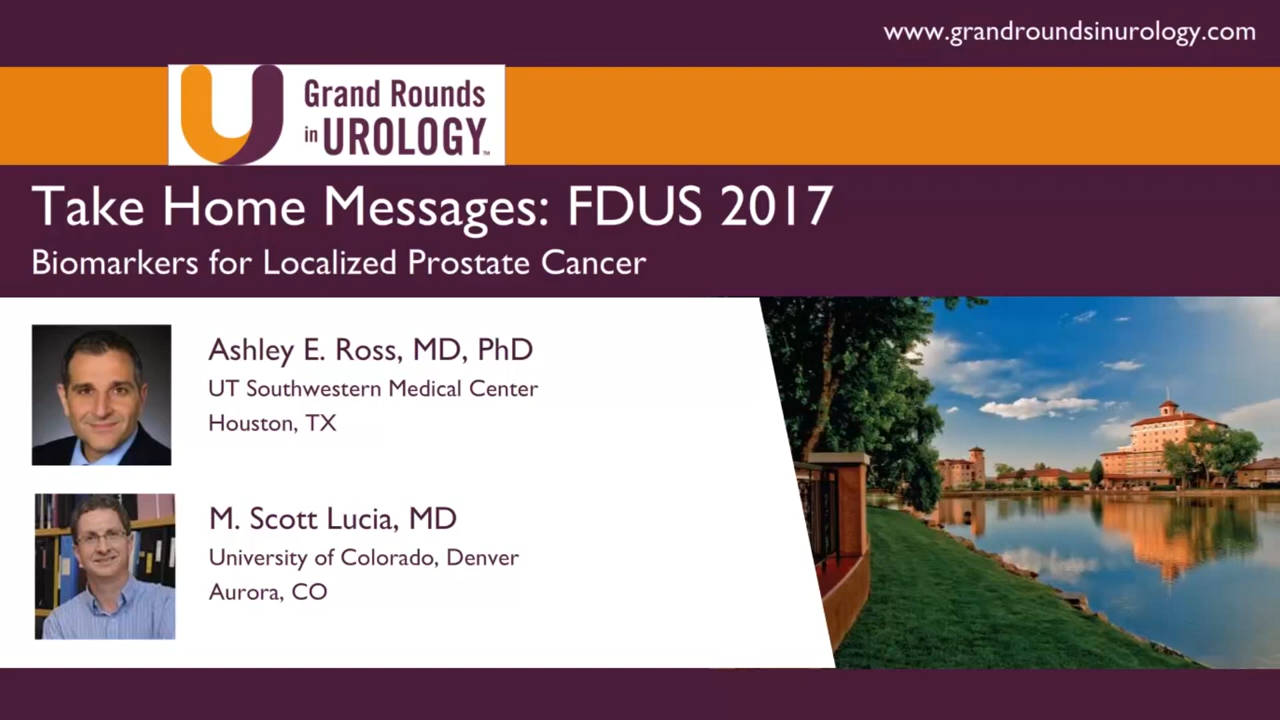 www.grandroundsinurology.com
Grand Rounds
in UROLOGY™
Take Home Messages: FDUS 2017
Biomarkers for Localized Prostate Cancer
Ashley E. Ross, MD, PhD
UT Southwestern Medical Center
Houston, TX
M. Scott Lucia, MD
University of Colorado, Denver
Aurora, CO